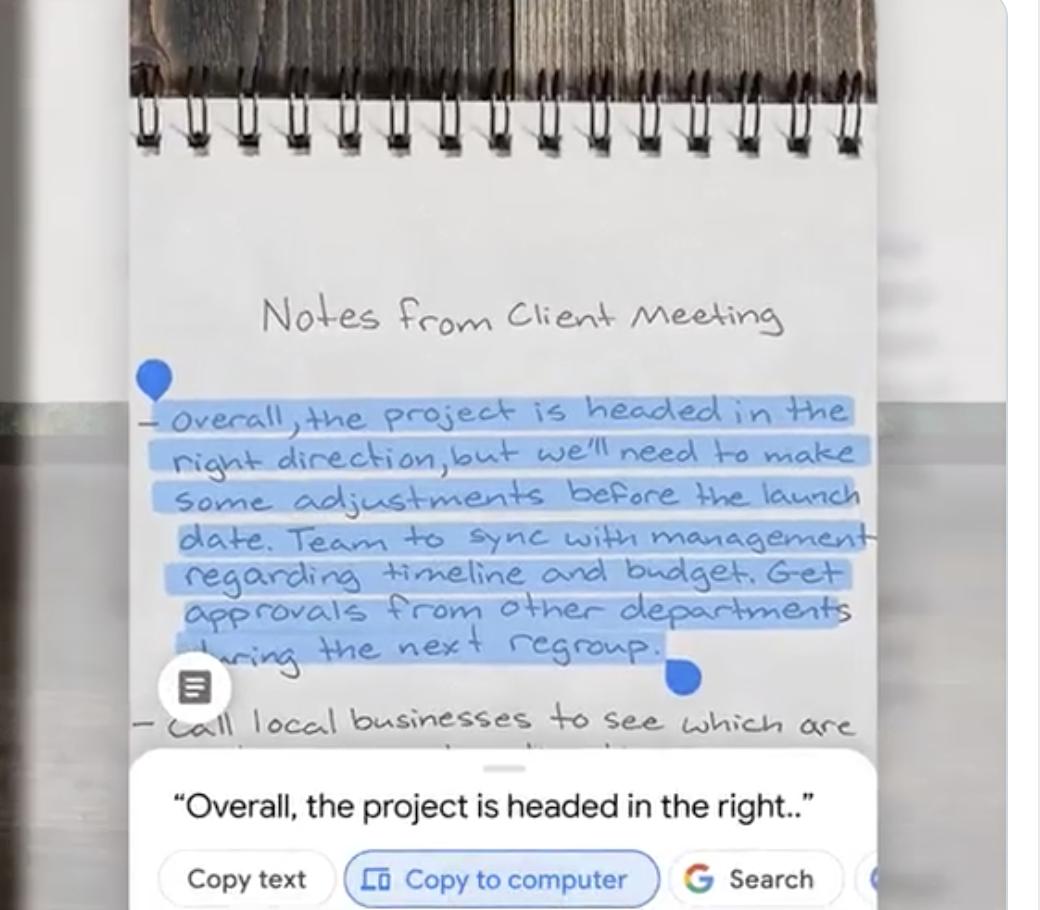 Notes from Client Meeting
- Overall, the project is headed in the
right direction, but we'll need to make
some adjustments before the launch
date. Team to sync with management
regarding timeline and budget. Get
approvals from other departments
during the next regroup.
- Call local businesses to see which are
“Overall, the project is headed in the right..”
Copy text
Copy to computer
Search